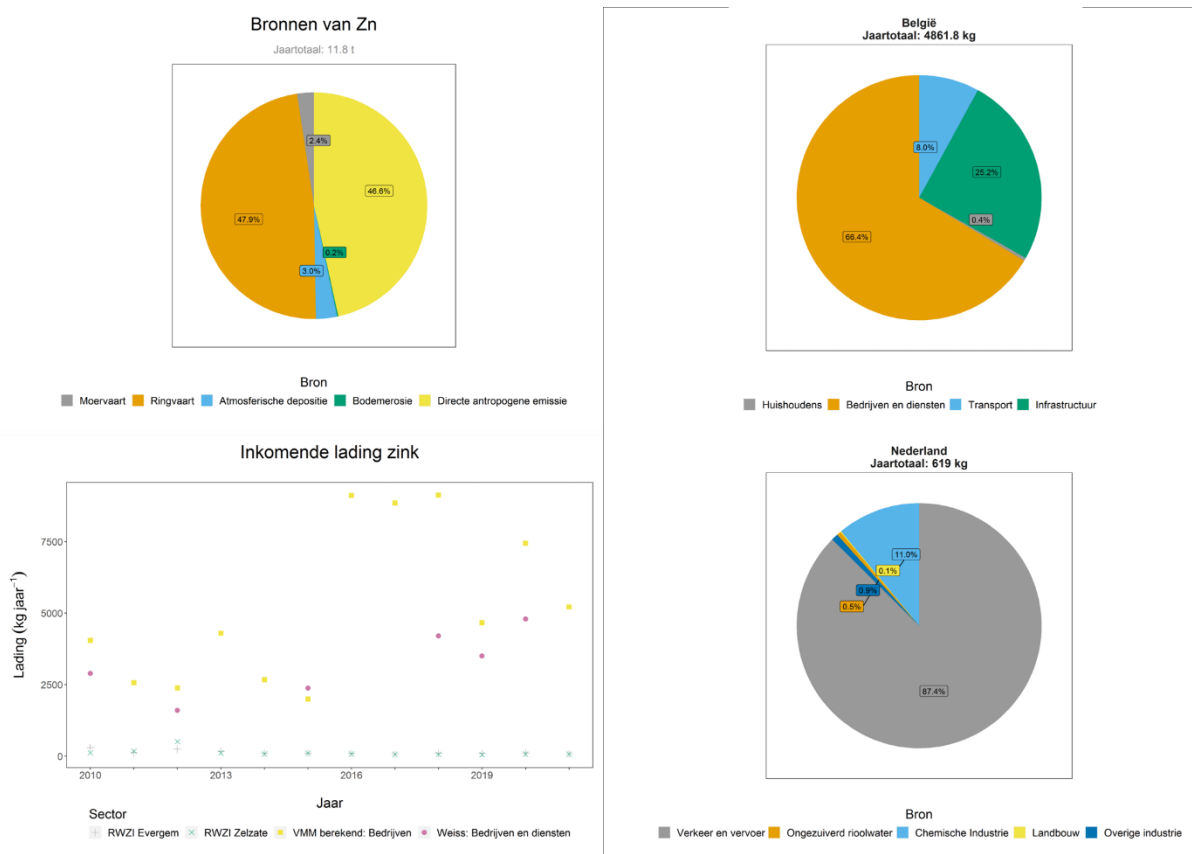 Bronnen van Zn
Jaartotaal: 11.8 t
2.4%
46.6%
47.9%
0.2%
3.0%
Bron
Moervaart Ringvaart Atmosferische depositie Bodemerosie Directe antropogene emissie
België
Jaartotaal: 4861.8 kg
8.0%
25.2%
0.4%
66.4%
Bron
Huishoudens Bedrijven en diensten Transport Infrastructuur
Inkomende lading zink
Lading (kg jaar⁻¹)
7500
5000
2500
0
2010 2013 2016 2019
Jaar
Sector
RWZI Evergem RWZI Zelzate VMM berekend: Bedrijven Weiss: Bedrijven en diensten
Nederland
Jaartotaal: 619 kg
11.0%
0.1%
0.9%
0.5%
87.4%
Bron
Verkeer en vervoer Ongezuiverd rioolwater Chemische Industrie Landbouw Overige industrie